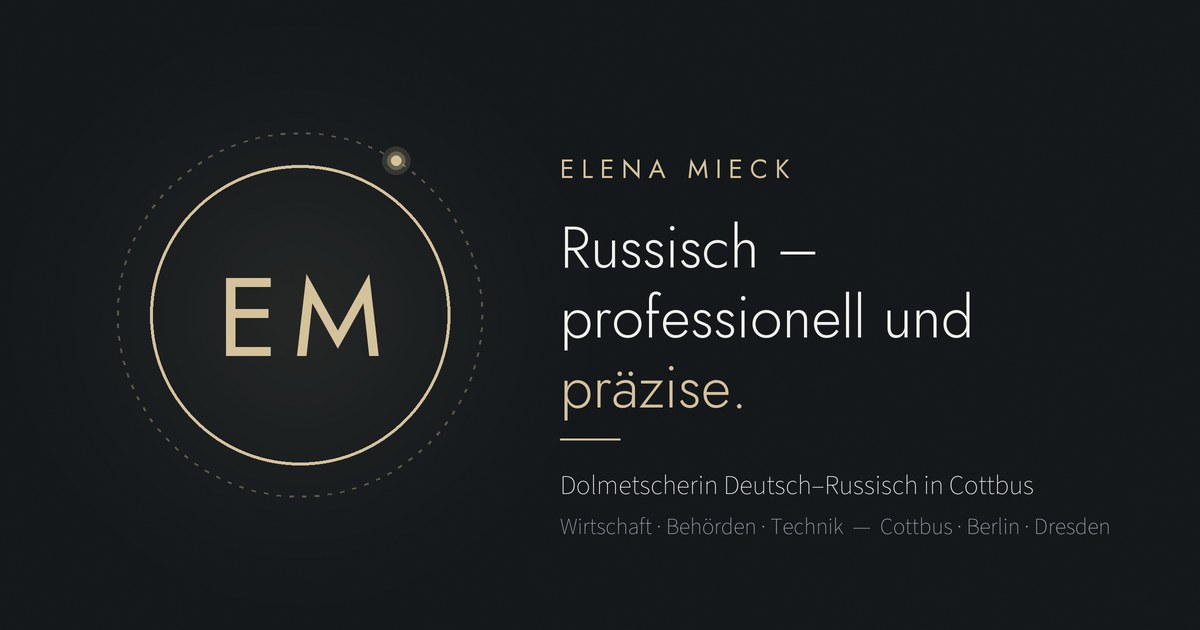 EM
ELENA MIECK
Russisch —
professionell und
präzise.
Dolmetscherin Deutsch–Russisch in Cottbus
Wirtschaft · Behörden · Technik — Cottbus · Berlin · Dresden